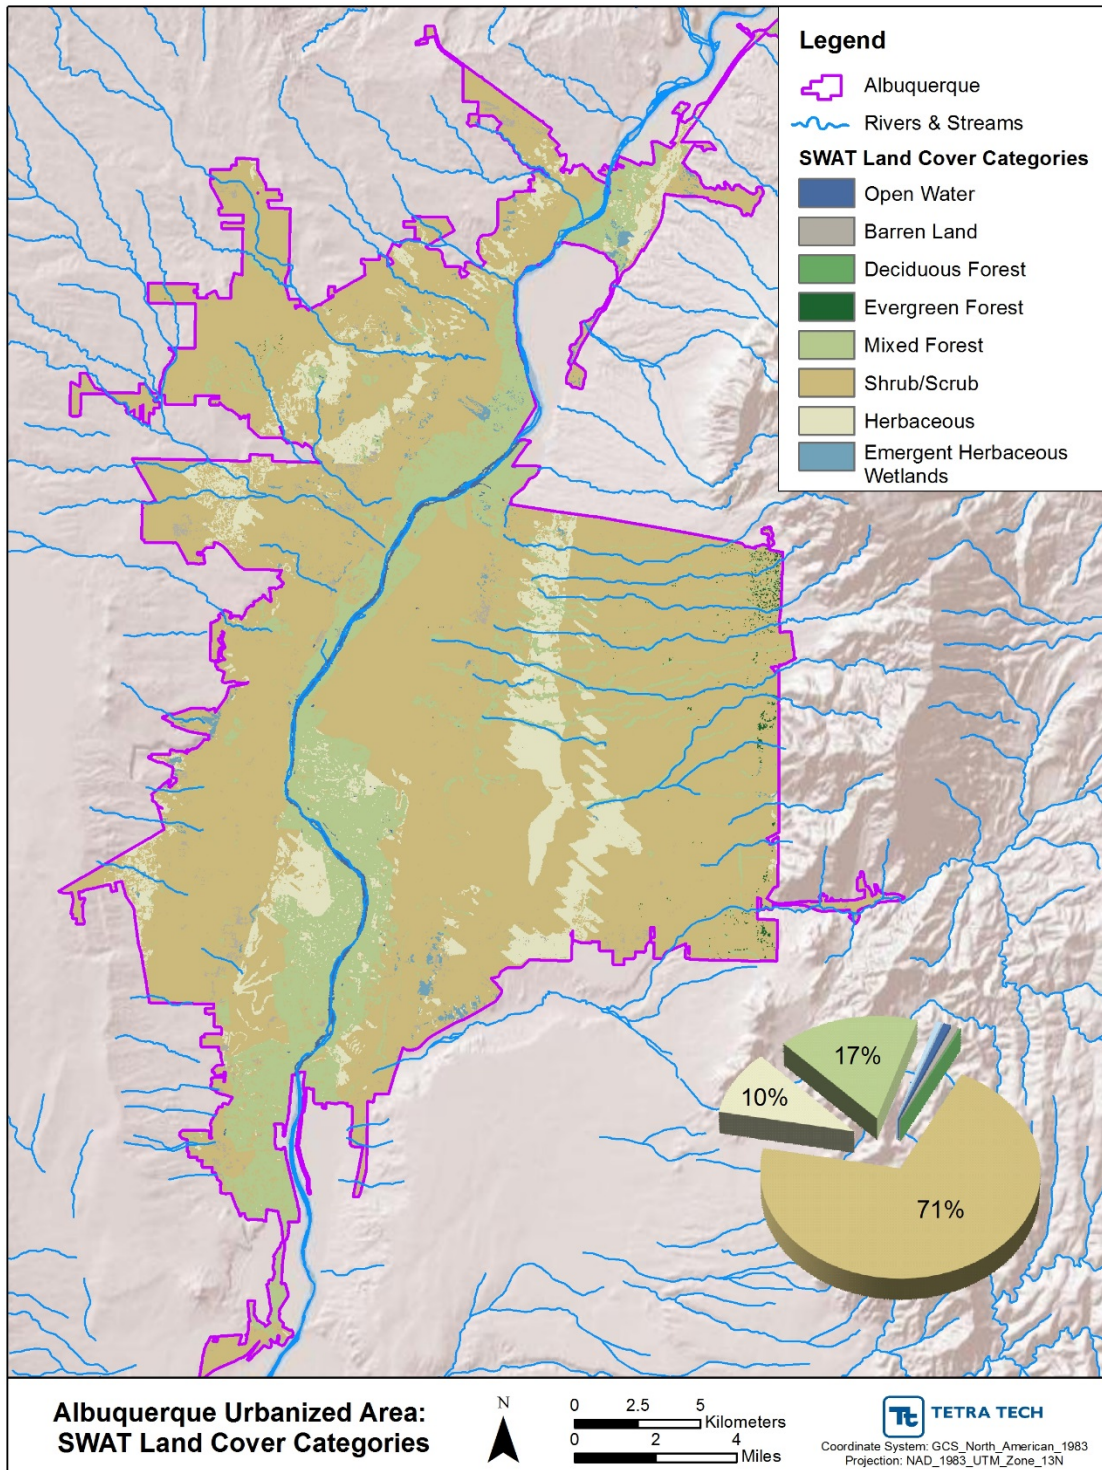 Legend
Albuquerque
Rivers & Streams
SWAT Land Cover Categories
Open Water
Barren Land
Deciduous Forest
Evergreen Forest
Mixed Forest
Shrub/Scrub
Herbaceous
Emergent Herbaceous
Wetlands
17%
10%
71%
Albuquerque Urbanized Area:
SWAT Land Cover Categories
N
0 2.5 5
Kilometers
0 2 4
Miles
Tt TETRA TECH
Coordinate System: GCS_North_American_1983
Projection: NAD_1983_UTM_Zone_13N